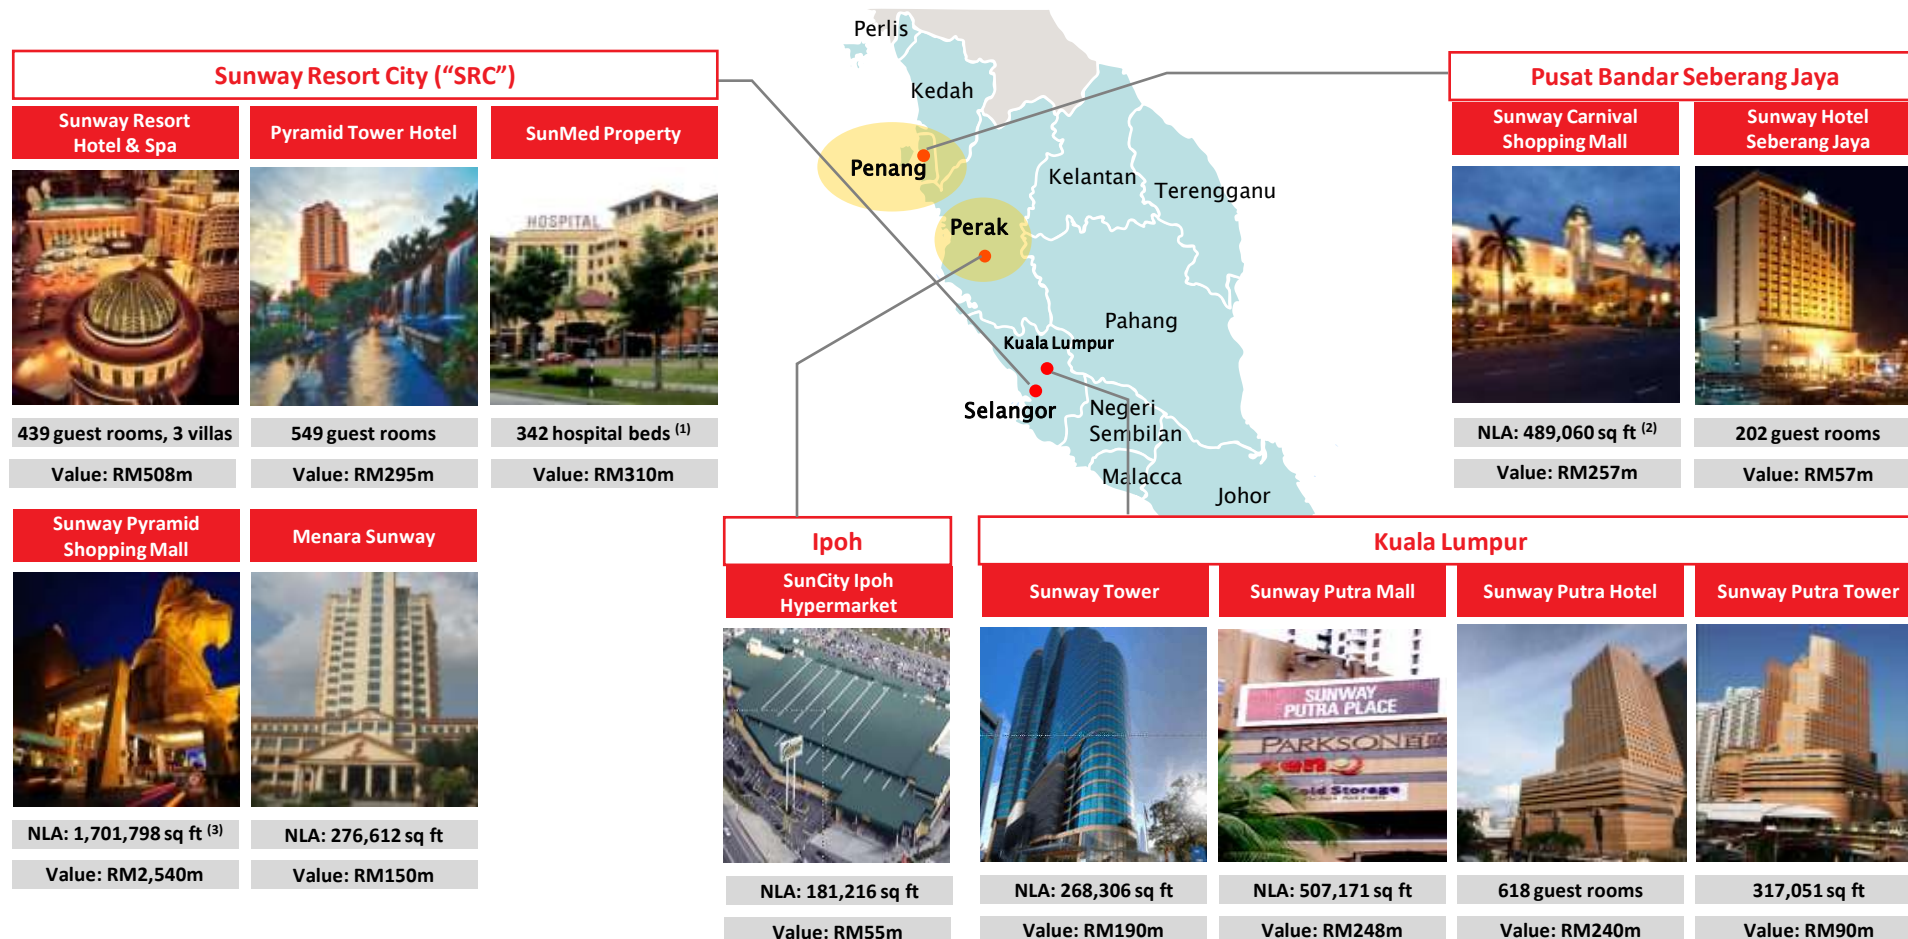 Sunway Resort City (“SRC”)
Sunway Resort
Hotel & Spa
Pyramid Tower Hotel
SunMed Property
HOSPITAL
439 guest rooms, 3 villas
549 guest rooms
342 hospital beds (1)
Value: RM508m
Value: RM295m
Value: RM310m
Sunway Pyramid
Shopping Mall
Menara Sunway
NLA: 1,701,798 sq ft (3)
NLA: 276,612 sq ft
Value: RM2,540m
Value: RM150m
Perlis
Kedah
Penang
Perak
Kelantan
Terengganu
Pahang
Kuala Lumpur
Selangor
Negeri
Sembilan
Malacca
Johor
Pusat Bandar Seberang Jaya
Sunway Carnival
Shopping Mall
Sunway Hotel
Seberang Jaya
NLA: 489,060 sq ft (2)
202 guest rooms
Value: RM257m
Value: RM57m
Ipoh
SunCity Ipoh
Hypermarket
NLA: 181,216 sq ft
Value: RM55m
Kuala Lumpur
Sunway Tower
Sunway Putra Mall
Sunway Putra Hotel
Sunway Putra Tower
SUNWAY
PUTRA PLACE
PARKSON
Storage
NLA: 268,306 sq ft
NLA: 507,171 sq ft
618 guest rooms
317,051 sq ft
Value: RM190m
Value: RM248m
Value: RM240m
Value: RM90m